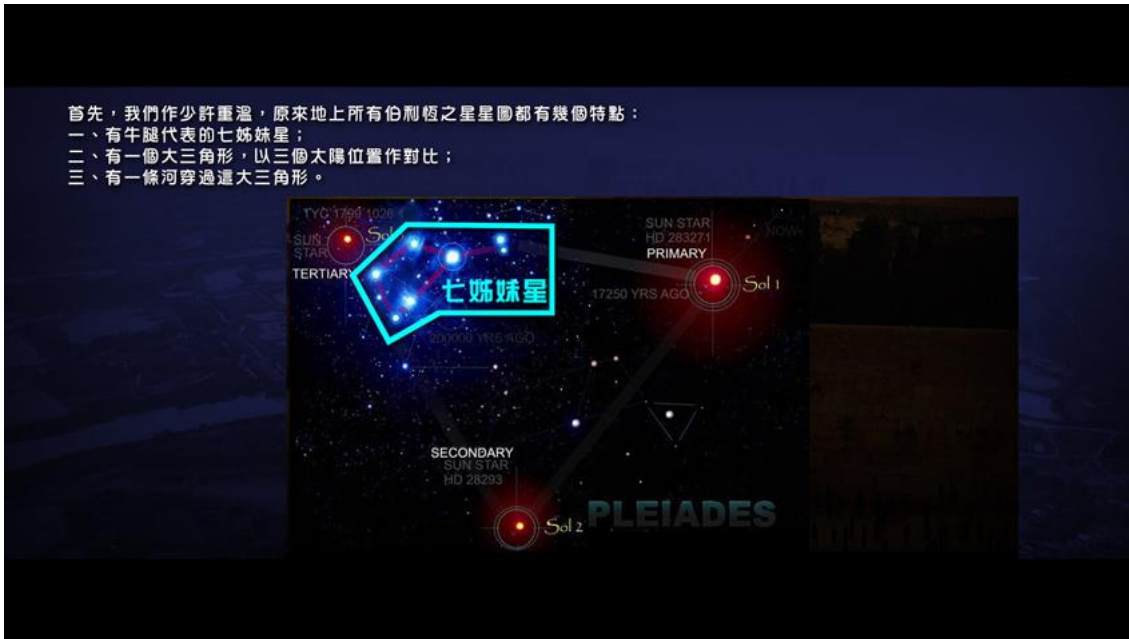 首先，我們作少許重溫，原來地上所有伯利恆之星星圖都有幾個特點：
一、有牛腿代表的七姊妹星；
二、有一個大三角形，以三個太陽位置作對比；
三、有一條河穿過這大三角形。
TYC 1799 1026
SUN STAR
Sol
TERTIARY
七姊妹星
200000 YRS AGO
SUN STAR
HD 283271
PRIMARY
NOW
Sol 1
17250 YRS AGO
SECONDARY
SUN STAR
HD 28293
Sol 2
PLEIADES